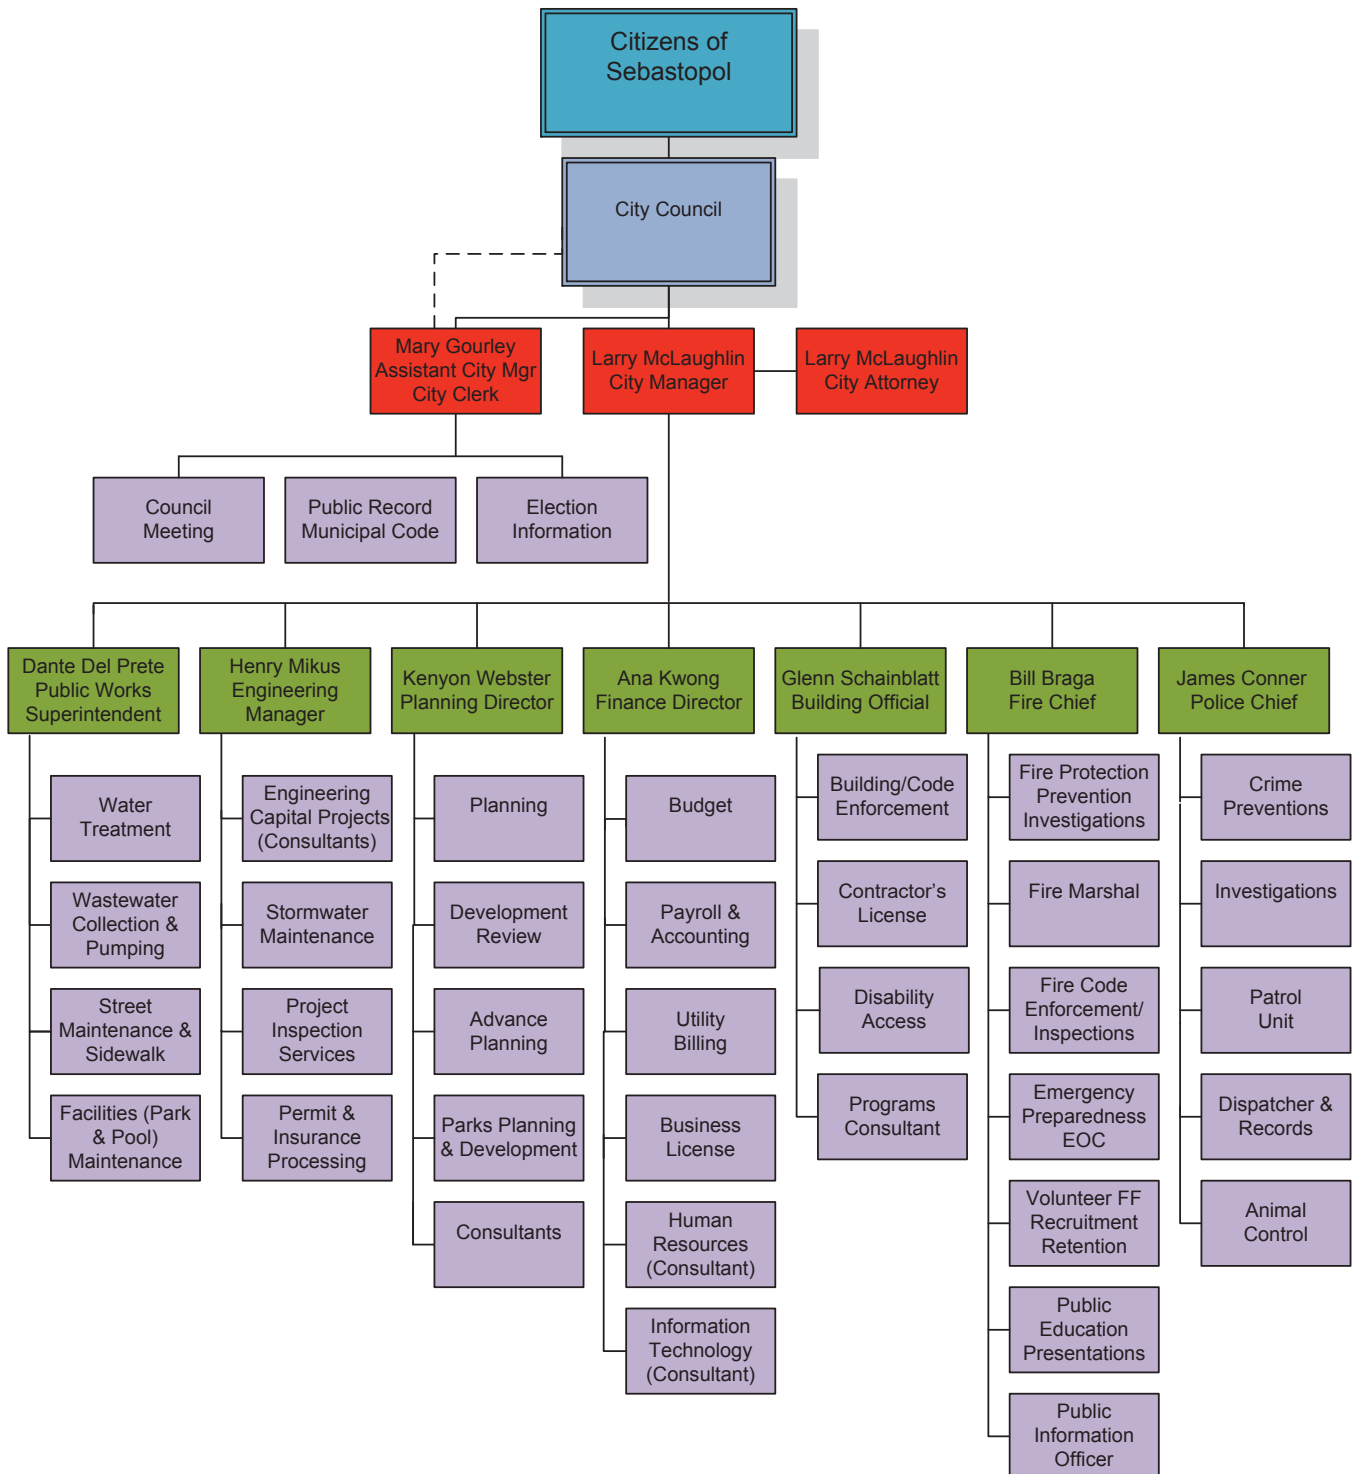 Citizens of
Sebastopol
City Council
Mary Gourley
Assistant City Mgr
City Clerk
Larry McLaughlin
City Manager
Larry McLaughlin
City Attorney
Council
Meeting
Public Record
Municipal Code
Election
Information
Dante Del Prete
Public Works
Superintendent
Henry Mikus
Engineering
Manager
Kenyon Webster
Planning Director
Ana Kwong
Finance Director
Glenn Schainblatt
Building Official
Bill Braga
Fire Chief
James Conner
Police Chief
Water
Treatment
Wastewater
Collection &
Pumping
Street
Maintenance &
Sidewalk
Facilities (Park
& Pool)
Maintenance
Engineering
Capital Projects
(Consultants)
Stormwater
Maintenance
Project
Inspection
Services
Permit &
Insurance
Processing
Planning
Development
Review
Advance
Planning
Parks Planning
& Development
Consultants
Budget
Payroll &
Accounting
Utility
Billing
Business
License
Human
Resources
(Consultant)
Information
Technology
(Consultant)
Building/Code
Enforcement
Contractor’s
License
Disability
Access
Programs
Consultant
Fire Protection
Prevention
Investigations
Fire Marshal
Fire Code
Enforcement/
Inspections
Emergency
Preparedness
EOC
Volunteer FF
Recruitment
Retention
Public
Education
Presentations
Public
Information
Officer
Crime
Preventions
Investigations
Patrol
Unit
Dispatcher &
Records
Animal
Control